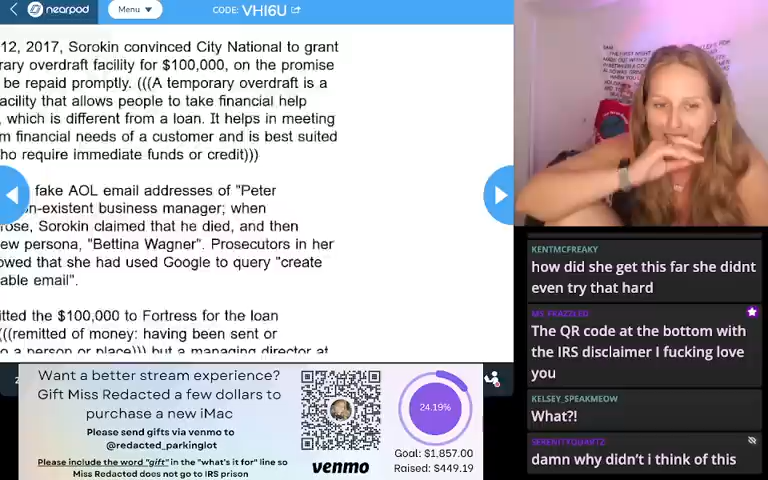 nearpod
Menu
CODE: VHI6U
12, 2017, Sorokin convinced City National to grant
rary overdraft facility for $100,000, on the promise
be repaid promptly. (((A temporary overdraft is a
acility that allows people to take financial help
, which is different from a loan. It helps in meeting
m financial needs of a customer and is best suited
ho require immediate funds or credit)))
fake AOL email addresses of "Peter
on-existent business manager; when
rose, Sorokin claimed that he died, and then
ew persona, "Bettina Wagner". Prosecutors in her
owed that she had used Google to query "create
able email".
itted the $100,000 to Fortress for the loan
(((remitted of money: having been sent or
o a person or place))) but a managing director at
Want a better stream experience?
Gift Miss Redacted a few dollars to
purchase a new iMac
Please send gifts via venmo to
@redacted_parkinglot
Please include the word "gift" in the "what's it for" line so
Miss Redacted does not go to IRS prison
venmo
24.19%
Goal: $1,857.00
Raised: $449.19
KENTMCFREAKY
how did she get this far she didnt
even try that hard
MS_FRAZZLED
The QR code at the bottom with
the IRS disclaimer I fucking love
you
KELSEY_SPEAKMEOW
What?!
SERENITYQUARTZ
damn why didn't i think of this